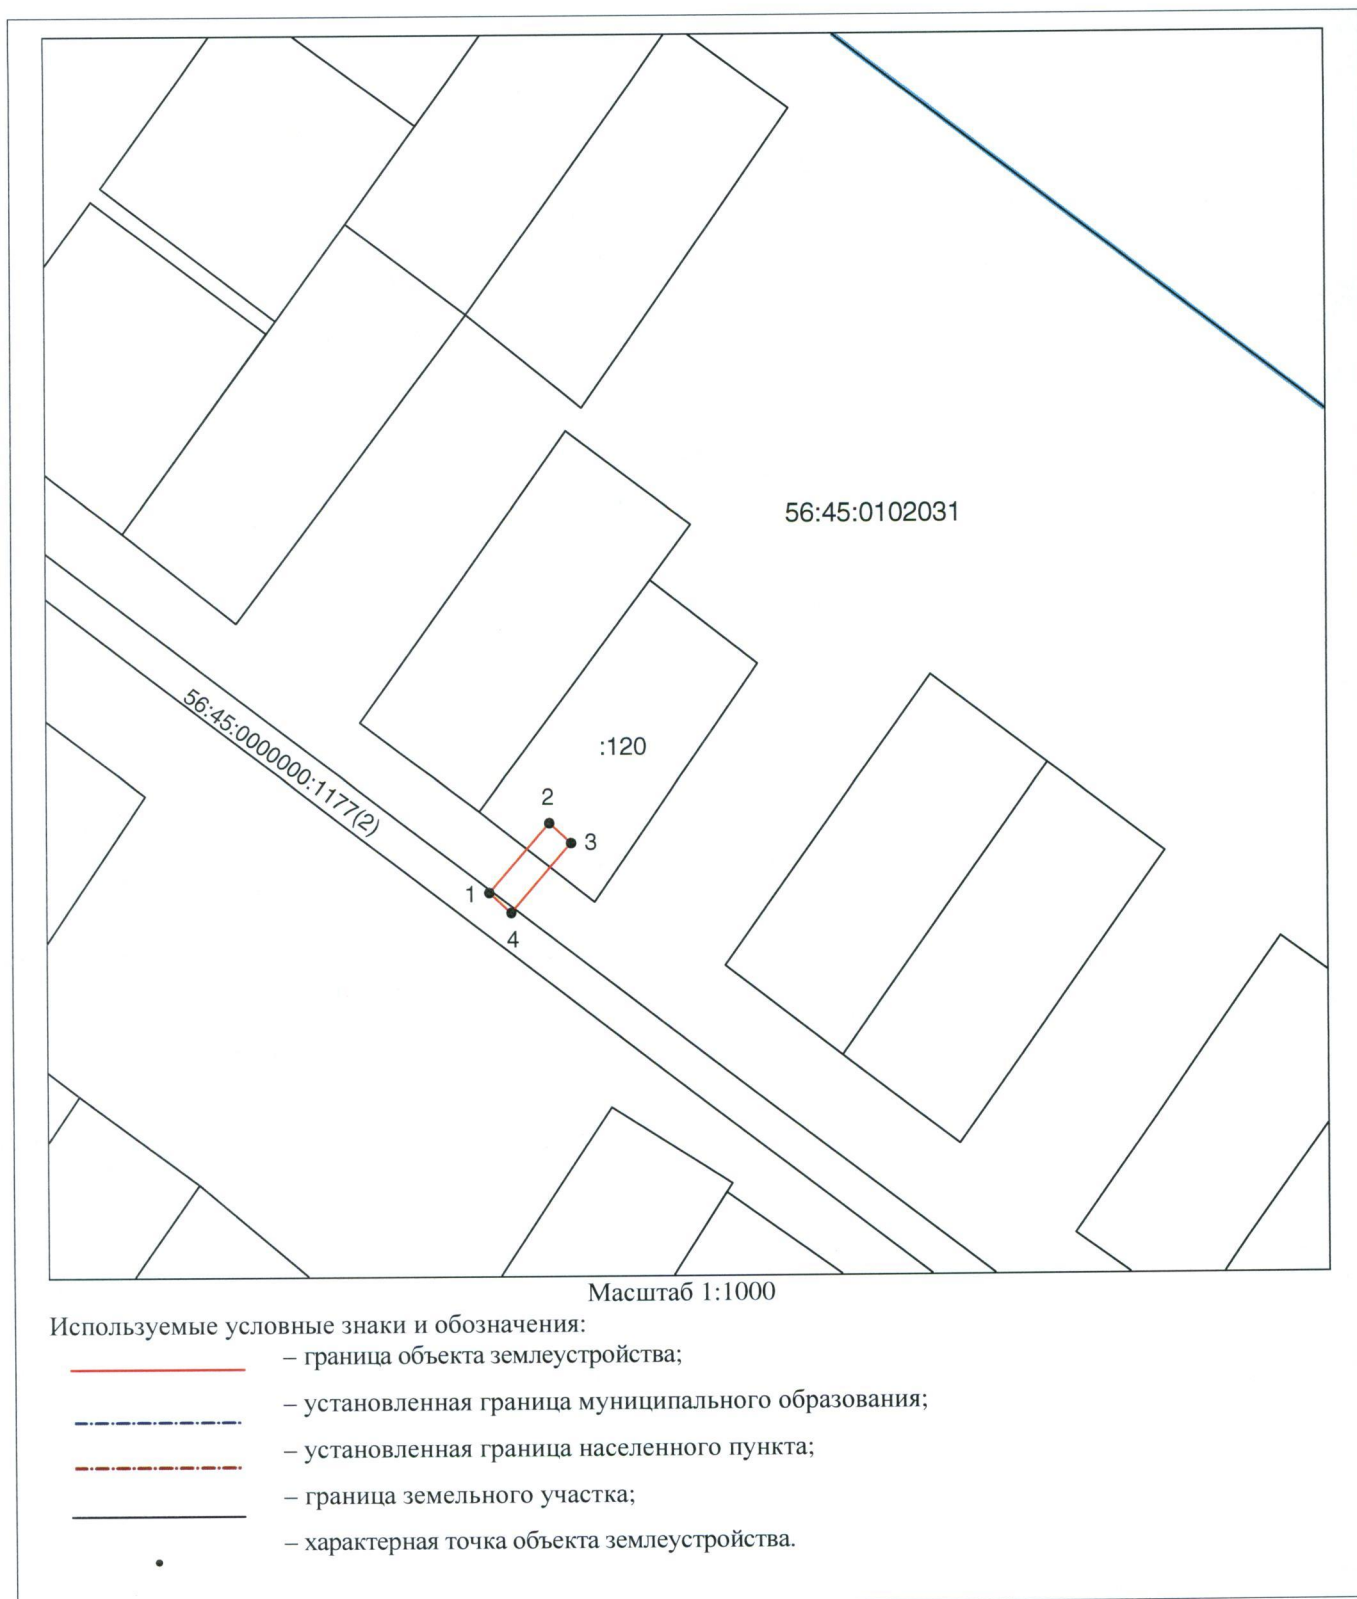 56:45:0102031
56:45:0000000:1177(2)
:120
2
3
1
4
Масштаб 1:1000
Используемые условные знаки и обозначения:
– граница объекта землеустройства;
– установленная граница муниципального образования;
– установленная граница населенного пункта;
– граница земельного участка;
– характерная точка объекта землеустройства.